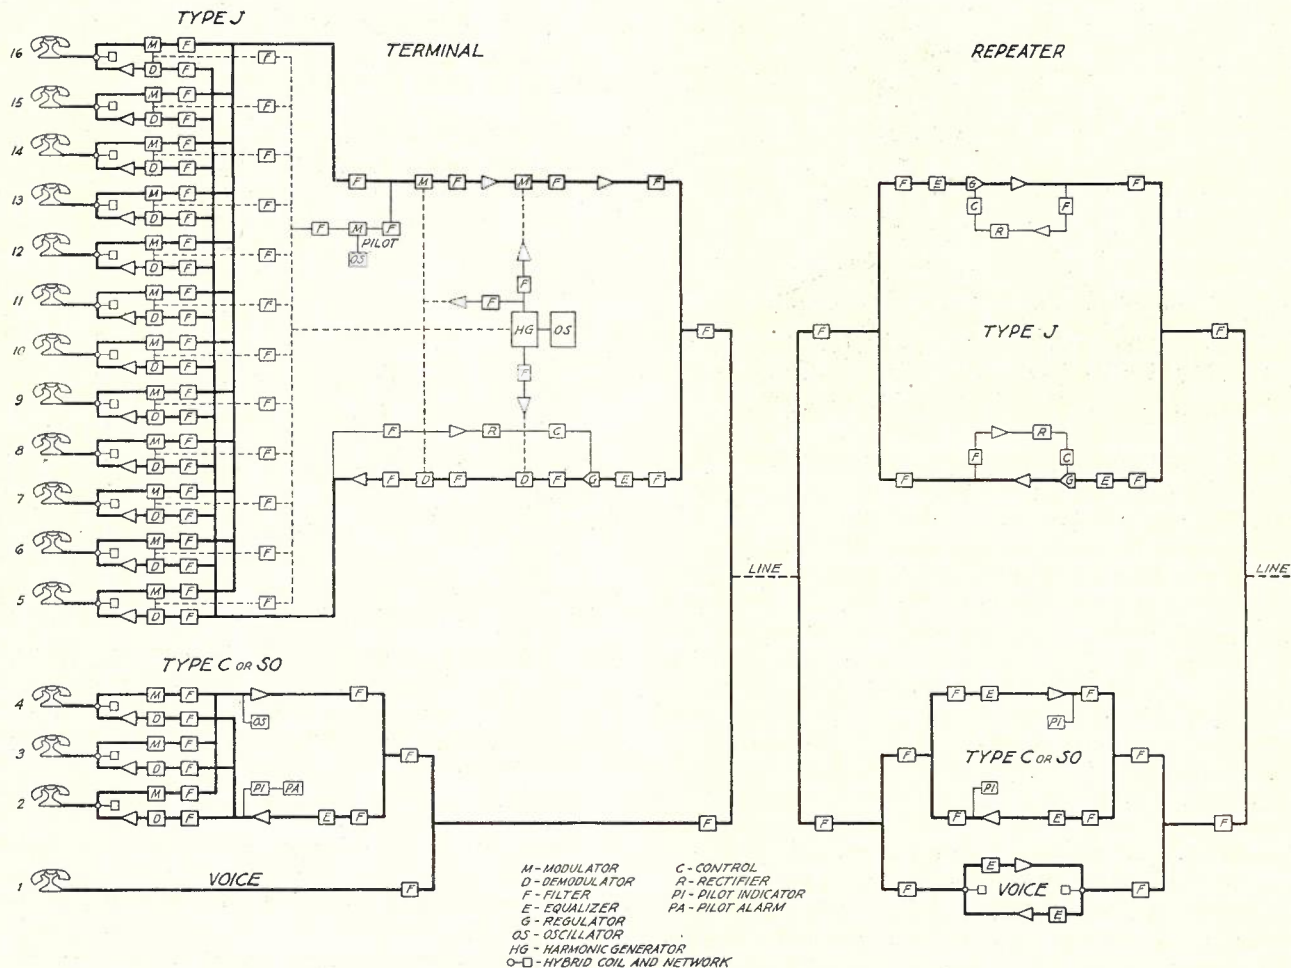 TYPE J
TERMINAL
REPEATER
16 M F
F
D F
15 M F
F
D F
14 M F
F
D F
13 M F
F
D F
12 M F
F
D F
11 M F
F
D F
10 M F
F
D F
9 M F
F
D F
8 M F
F
D F
7 M F
F
D F
6 M F
F
D F
5 M F
F
D F
F M F M F F
F M F
PILOT
OS
F
F
HG OS
F
F
F R C
F D F D F G E F
TYPE C OR SO
4 M F
D F
3 M F
D F
2 M F
D F
F
OS
F
PI PA
E F
1 VOICE F
F
LINE
F E G F
C F
R
F TYPE J F
R
F C
F G E F
LINE
F E F
PI
F TYPE C OR SO F
PI
F E F
F F
E
F VOICE F
E
M - MODULATOR
D - DEMODULATOR
F - FILTER
E - EQUALIZER
G - REGULATOR
OS - OSCILLATOR
HG - HARMONIC GENERATOR
- HYBRID COIL AND NETWORK
C - CONTROL
R - RECTIFIER
PI - PILOT INDICATOR
PA - PILOT ALARM